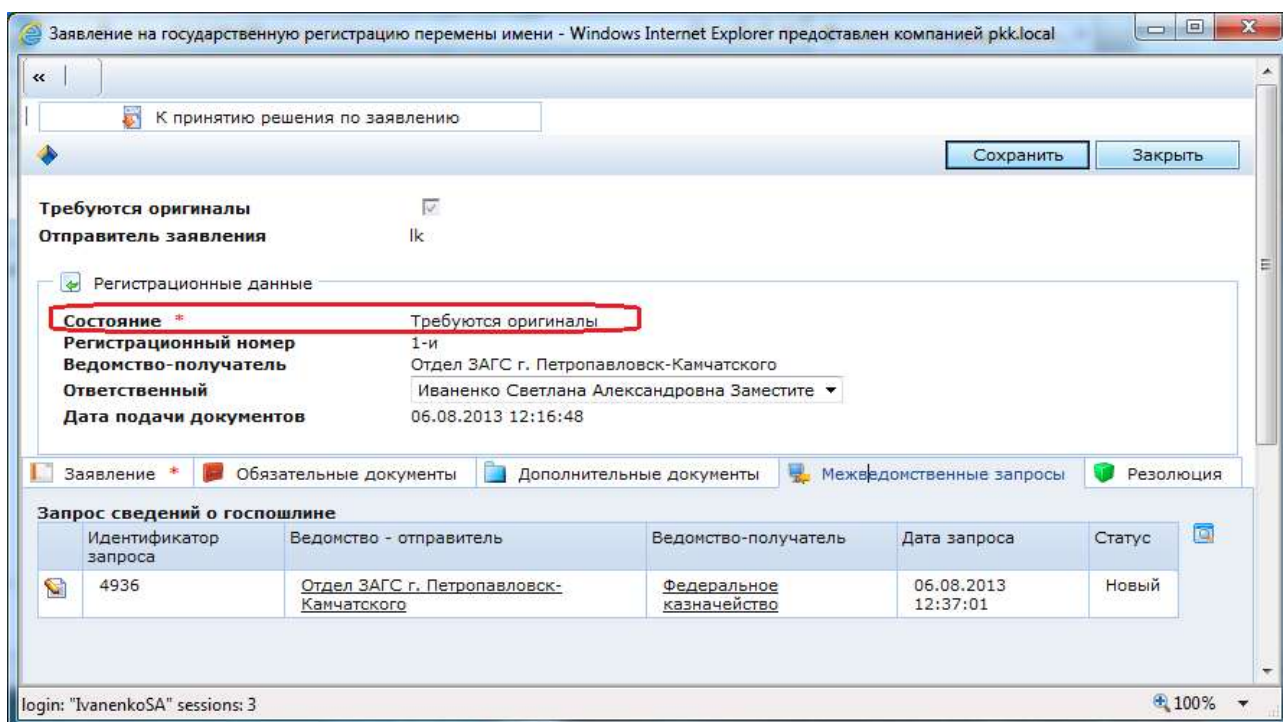 Заявление на государственную регистрацию перемены имени - Windows Internet Explorer предоставлен компанией pkk.local
«
К принятию решения по заявлению
Сохранить Закрыть
Требуются оригиналы
Отправитель заявления lk
Регистрационные данные
Состояние * Требуются оригиналы
Регистрационный номер 1-и
Ведомство-получатель Отдел ЗАГС г. Петропавловск-Камчатского
Ответственный Иваненко Светлана Александровна Заместите
Дата подачи документов 06.08.2013 12:16:48
Заявление * Обязательные документы Дополнительные документы Межведомственные запросы Резолюция
Запрос сведений о госпошлине
Идентификатор Ведомство - отправитель Ведомство-получатель Дата запроса Статус
запроса
4936 Отдел ЗАГС г. Петропавловск- Федеральное 06.08.2013 Новый
Камчатского казначейство 12:37:01
login: "IvanenkoSA" sessions: 3 100%